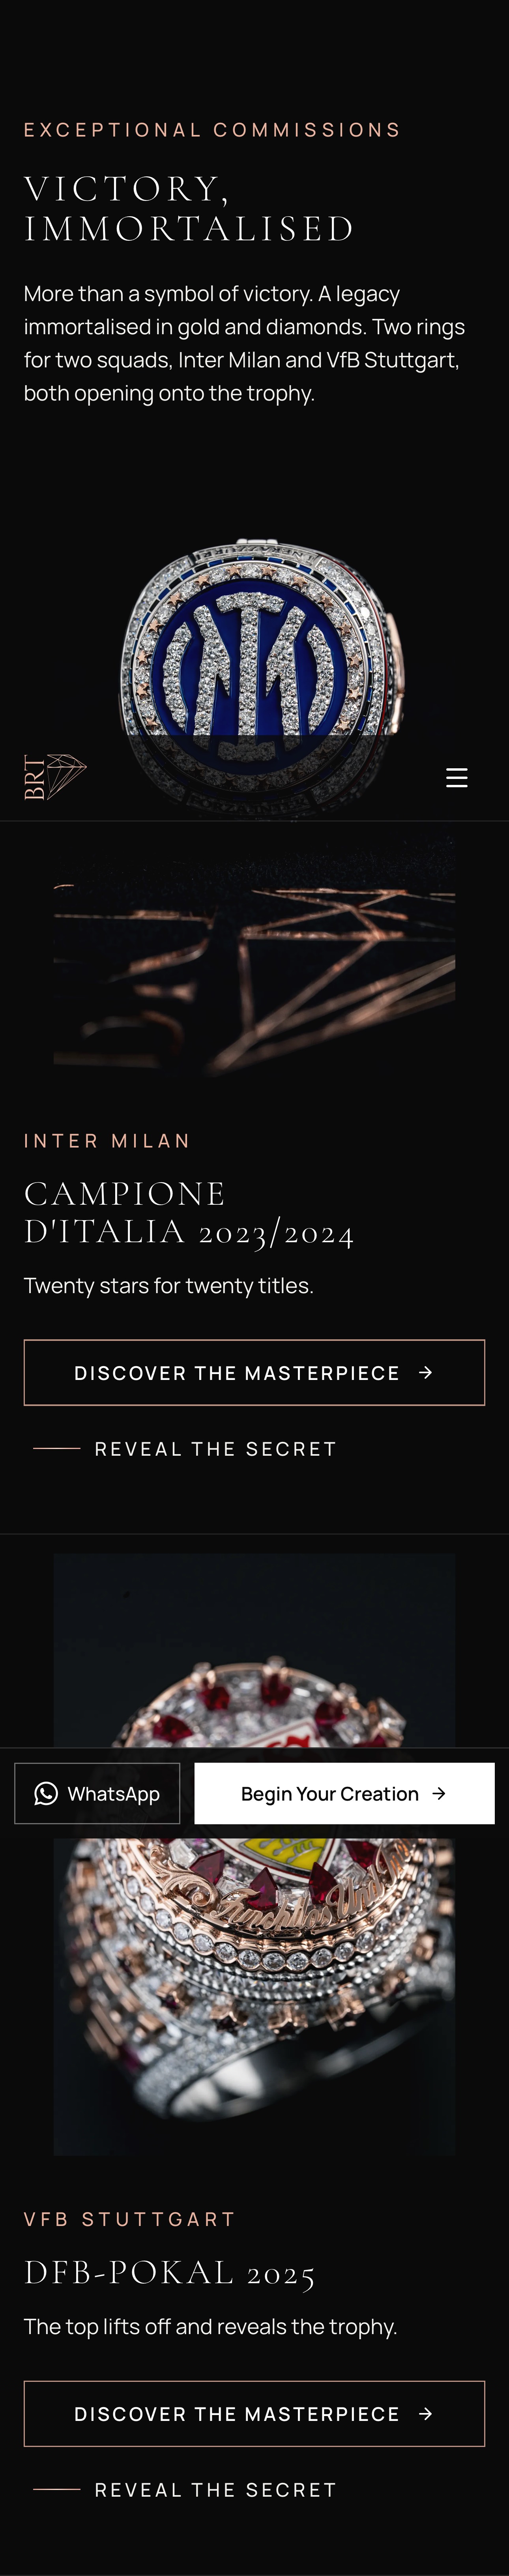 EXCEPTIONAL COMMISSIONS
VICTORY,
IMMORTALISED
More than a symbol of victory. A legacy
immortalised in gold and diamonds. Two rings
for two squads, Inter Milan and VfB Stuttgart,
both opening onto the trophy.
BRT
INTER MILAN
CAMPIONE
D'ITALIA 2023/2024
Twenty stars for twenty titles.
DISCOVER THE MASTERPIECE
REVEAL THE SECRET
WhatsApp
Begin Your Creation
VFB STUTTGART
DFB-POKAL 2025
The top lifts off and reveals the trophy.
DISCOVER THE MASTERPIECE
REVEAL THE SECRET